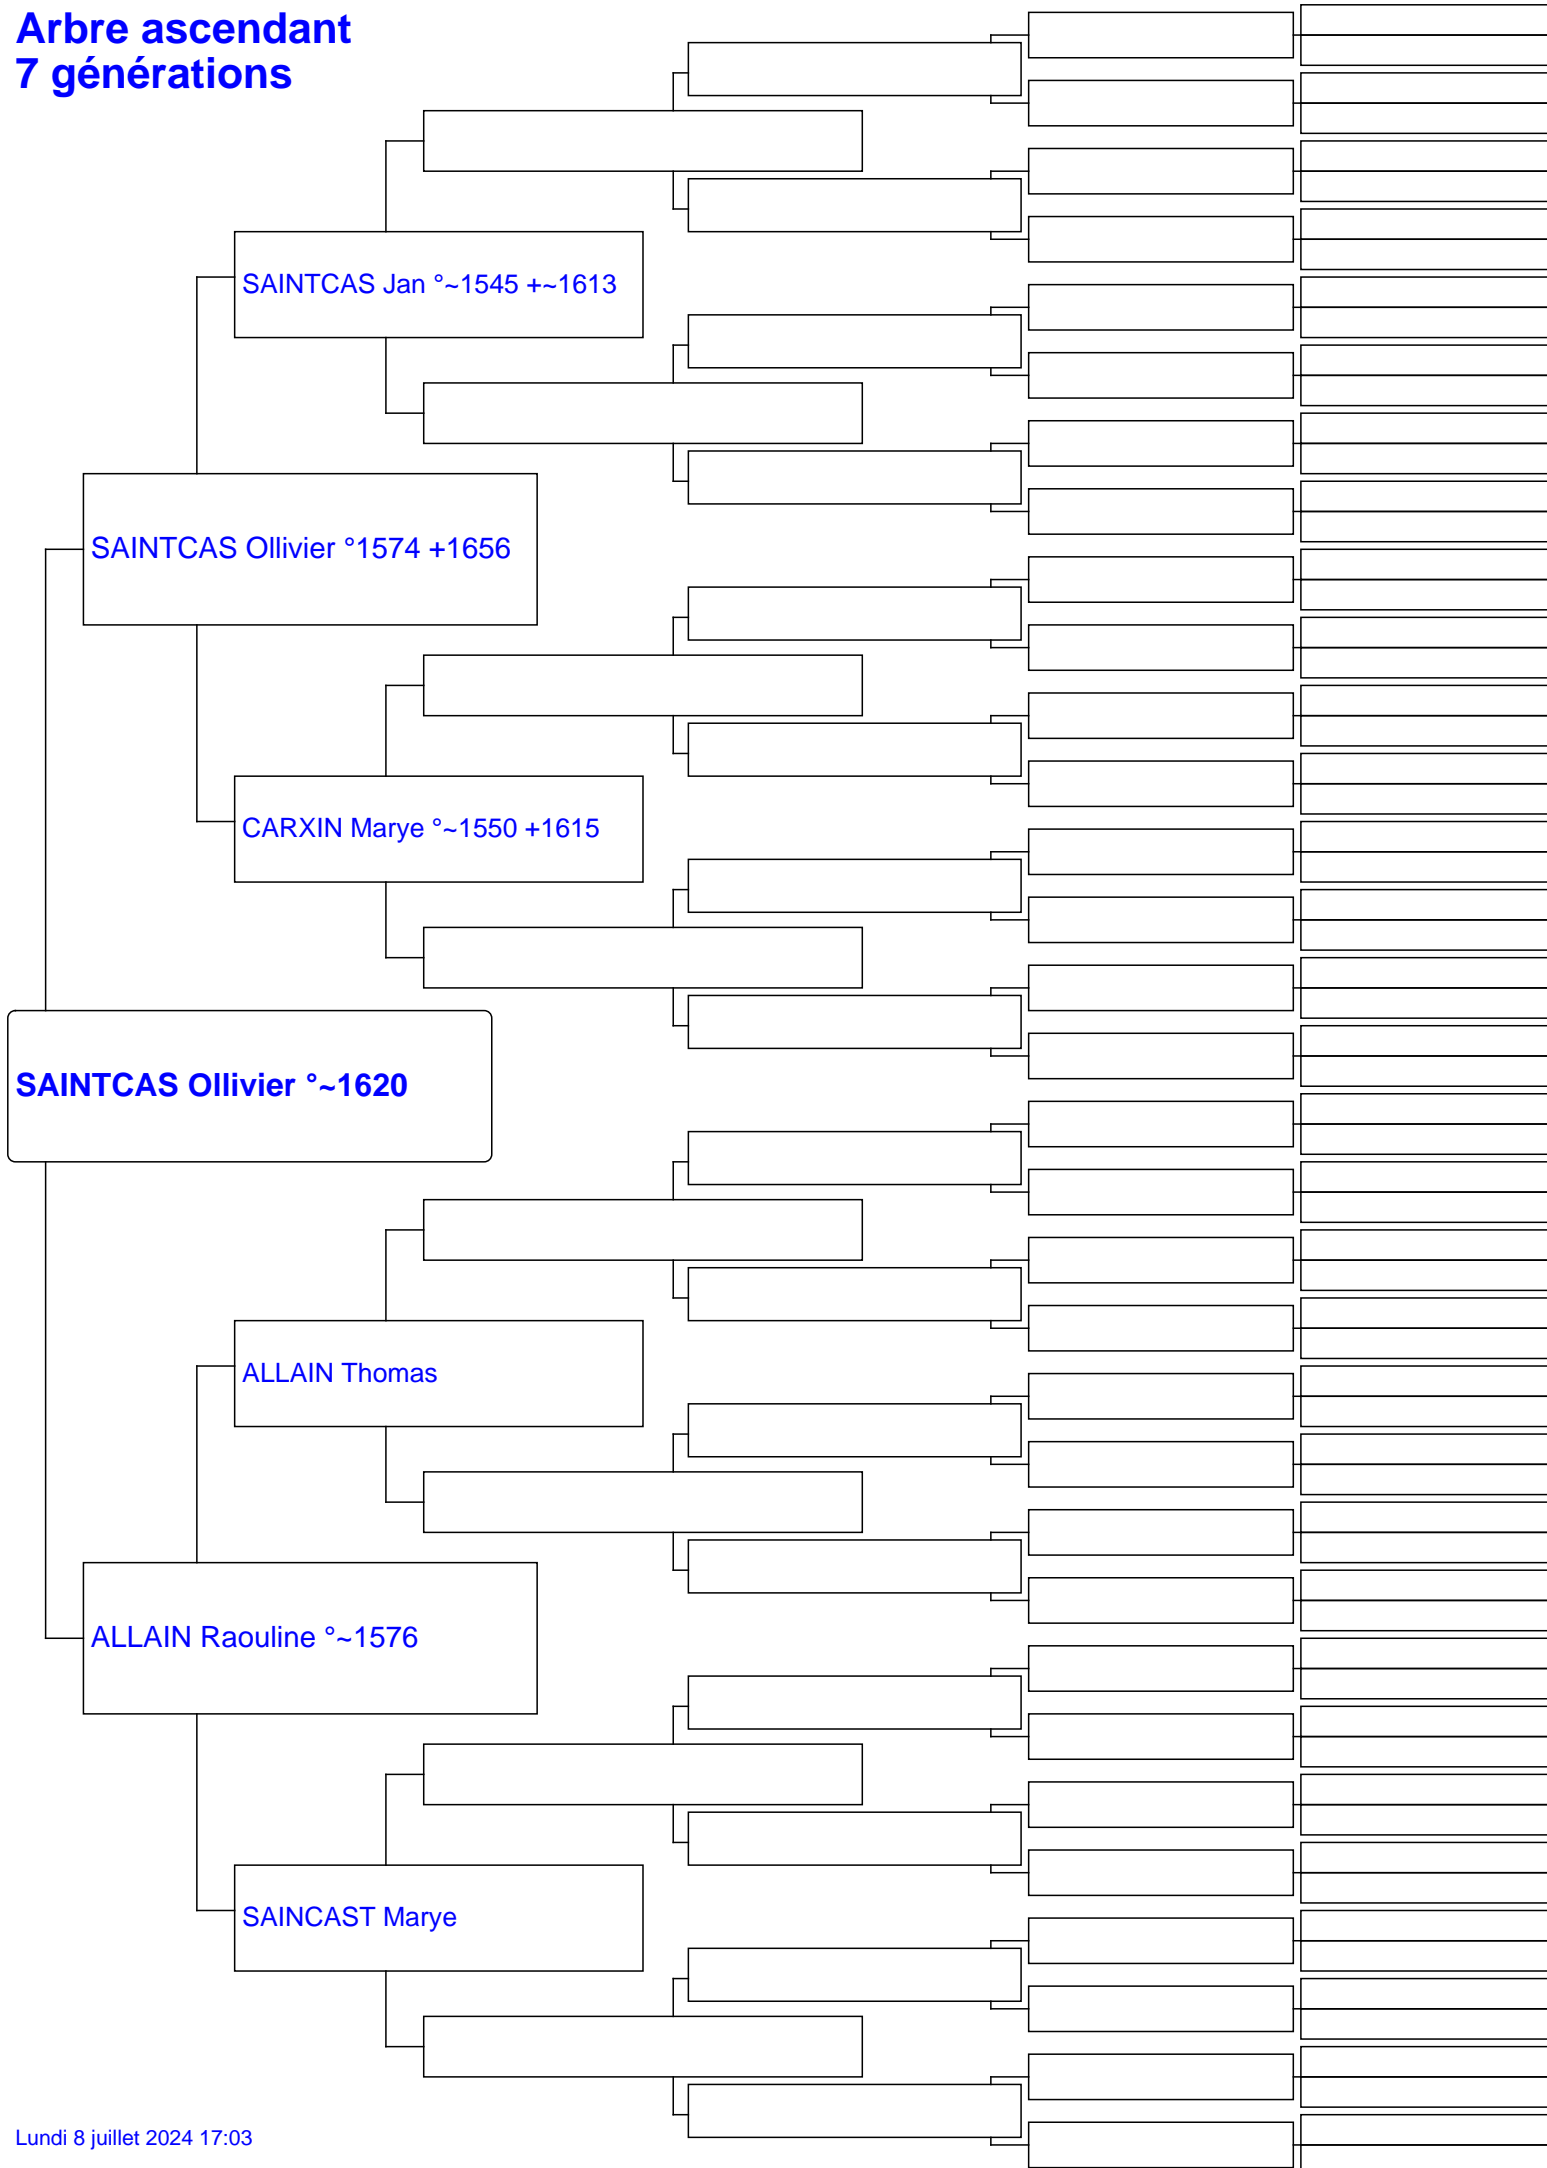 Arbre ascendant
7 générations
SAINTCAS Jan °~1545 +~1613
SAINTCAS Ollivier °1574 +1656
CARXIN Marye °~1550 +1615
SAINTCAS Ollivier °~1620
ALLAIN Thomas
ALLAIN Raouline °~1576
SAINCAST Marye
Lundi 8 juillet 2024 17:03